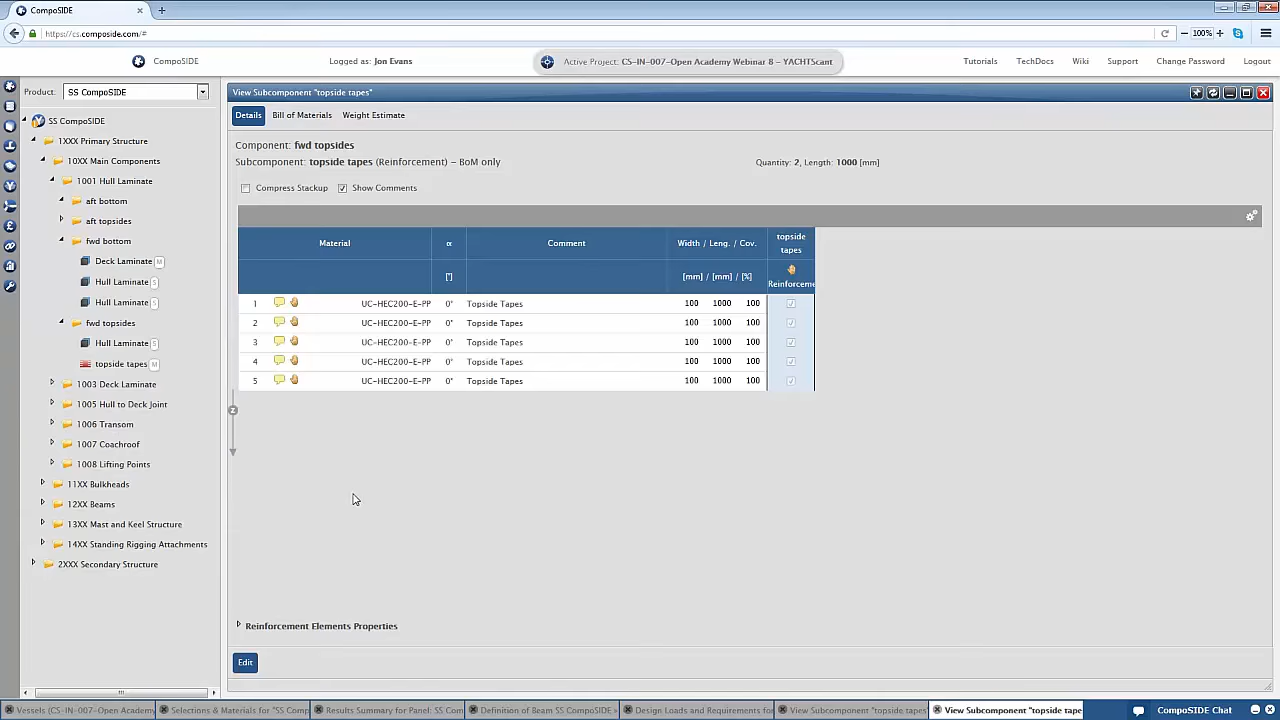 CompoSIDE
https://cs.composide.com/#
100%
CompoSIDE
Logged as: Jon Evans
Active Project: CS-IN-007-Open Academy Webinar 8 - YACHTScant
Tutorials
TechDocs
Wiki
Support
Change Password
Logout
Product:
SS CompoSIDE
SS CompoSIDE
1XXX Primary Structure
10XX Main Components
1001 Hull Laminate
aft bottom
aft topsides
fwd bottom
Deck Laminate M
Hull Laminate S
Hull Laminate S
fwd topsides
Hull Laminate S
topside tapes M
1003 Deck Laminate
1005 Hull to Deck Joint
1006 Transom
1007 Coachroof
1008 Lifting Points
11XX Bulkheads
12XX Beams
13XX Mast and Keel Structure
14XX Standing Rigging Attachments
2XXX Secondary Structure
View Subcomponent "topside tapes"
Details
Bill of Materials
Weight Estimate
Component: fwd topsides
Subcomponent: topside tapes (Reinforcement) – BoM only
Quantity: 2, Length: 1000 [mm]
Compress Stackup
Show Comments
Material
α
Comment
Width / Leng. / Cov.
topside
tapes
[°]
[mm] / [mm] / [%]
Reinforceme
1 UC-HEC200-E-PP 0° Topside Tapes 100 1000 100
2 UC-HEC200-E-PP 0° Topside Tapes 100 1000 100
3 UC-HEC200-E-PP 0° Topside Tapes 100 1000 100
4 UC-HEC200-E-PP 0° Topside Tapes 100 1000 100
5 UC-HEC200-E-PP 0° Topside Tapes 100 1000 100
z
Reinforcement Elements Properties
Edit
Vessels (CS-IN-007-Open Academy
Selections & Materials for "SS Comp
Results Summary for Panel: SS Com
Definition of Beam SS CompoSIDE »
Design Loads and Requirements for
View Subcomponent "topside tapes
View Subcomponent "topside tape
CompoSIDE Chat